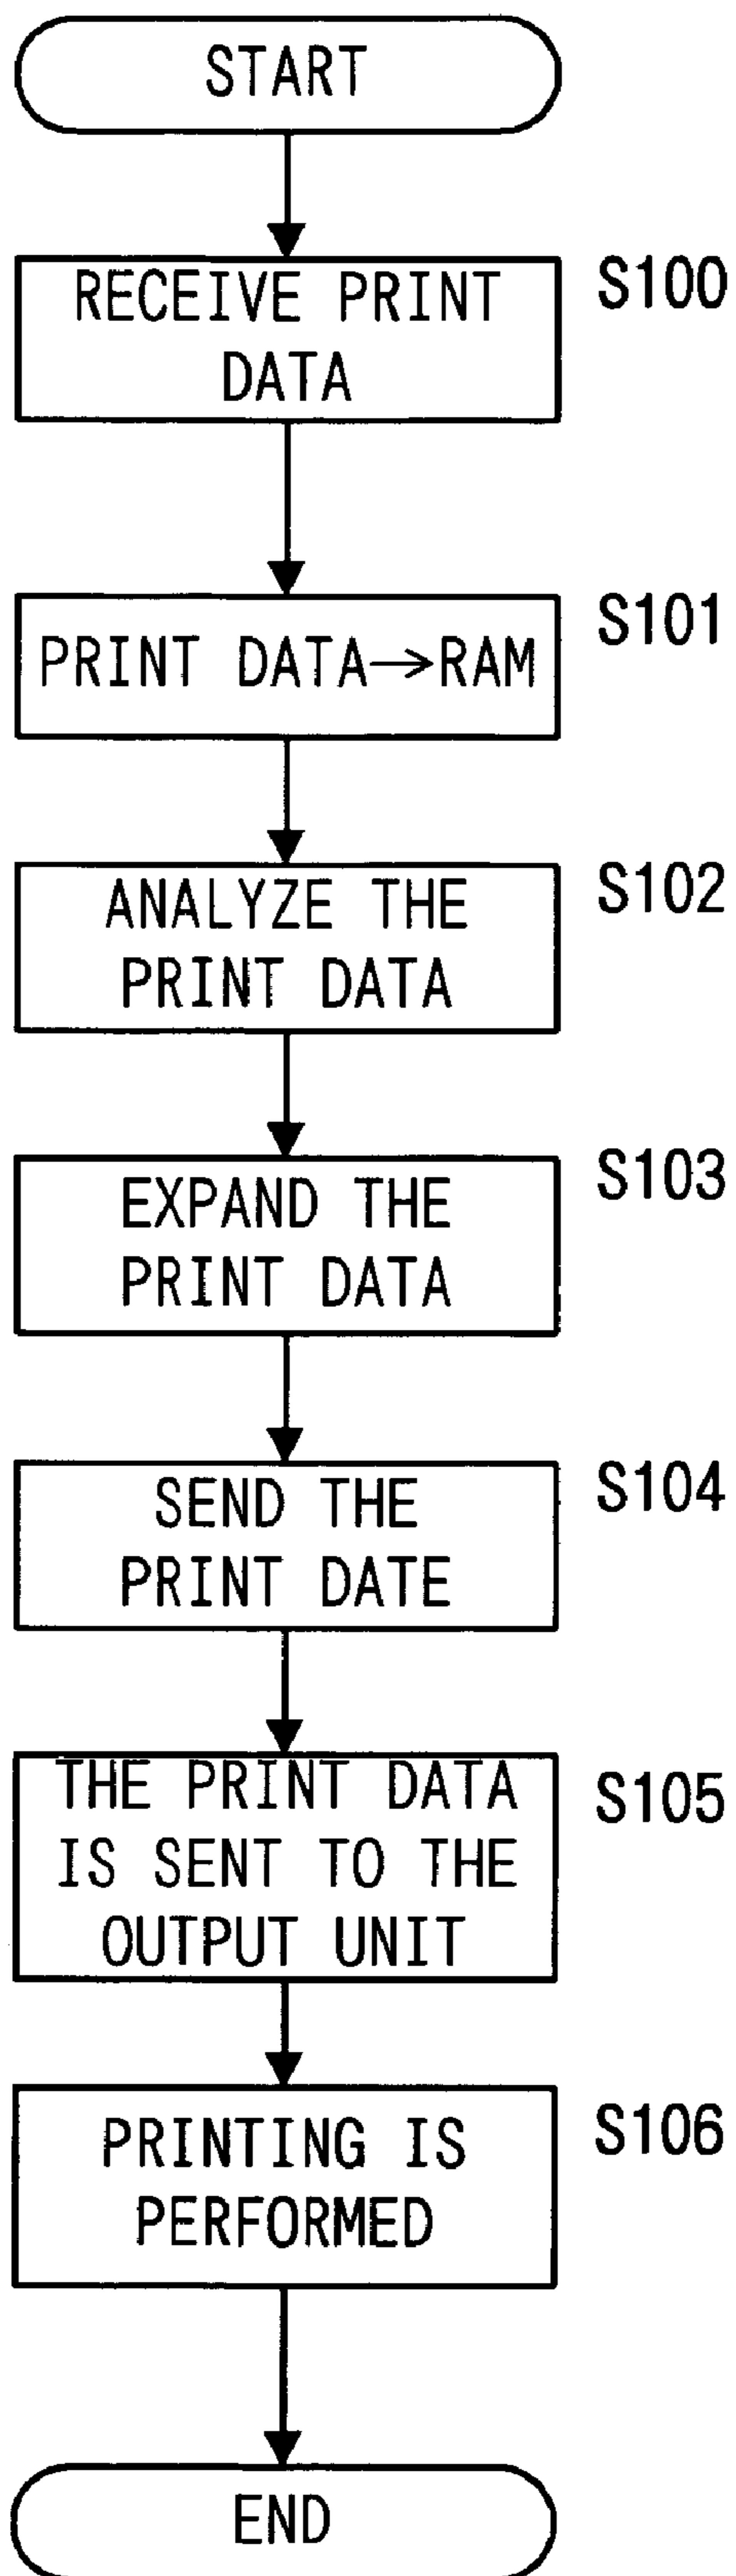 START
RECEIVE PRINT
DATA
S100
PRINT DATA→RAM
S101
ANALYZE THE
PRINT DATA
S102
EXPAND THE
PRINT DATA
S103
SEND THE
PRINT DATE
S104
THE PRINT DATA
IS SENT TO THE
OUTPUT UNIT
S105
PRINTING IS
PERFORMED
S106
END